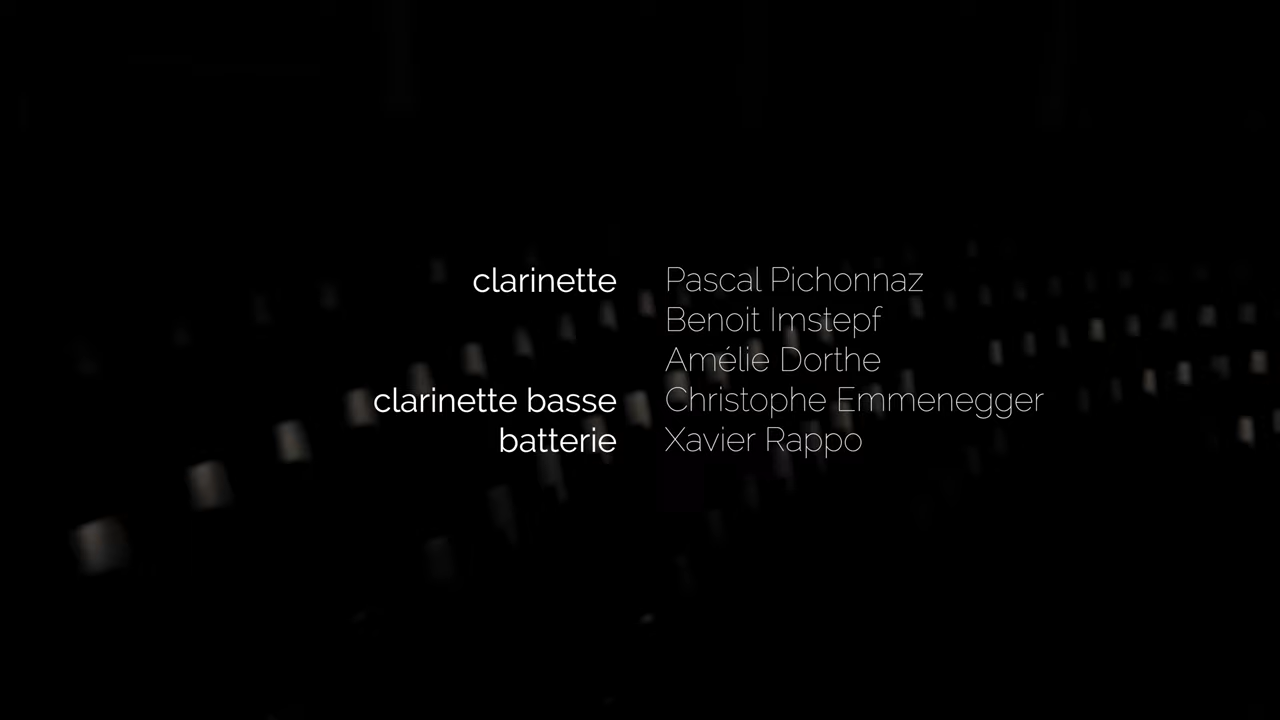 clarinette Pascal Pichonnaz
Benoit Imstepf
Amélie Dorthe
clarinette basse Christophe Emmenegger
batterie Xavier Rappo